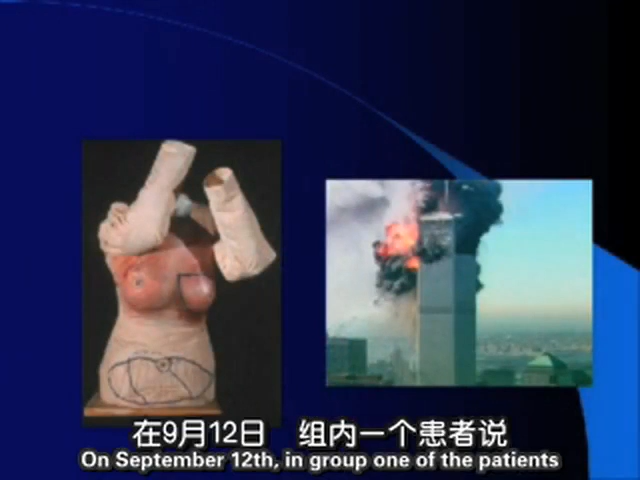 在9月12日 组内一个患者说
On September 12th, in group one of the patients